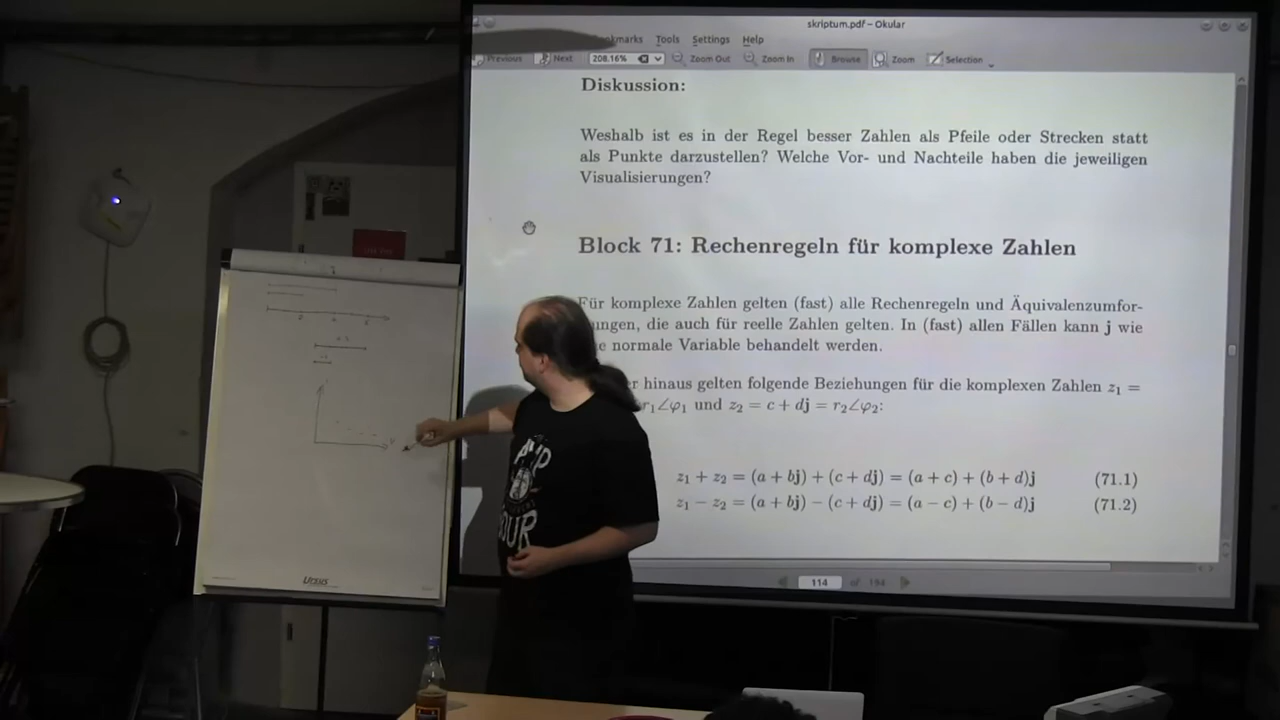 skriptum.pdf – Okular
Tools Settings Help
Previous Next 208.16% Zoom Out Zoom In Browse Zoom Selection
Diskussion:
Weshalb ist es in der Regel besser Zahlen als Pfeile oder Strecken statt
als Punkte darzustellen? Welche Vor- und Nachteile haben die jeweiligen
Visualisierungen?
Block 71: Rechenregeln für komplexe Zahlen
Für komplexe Zahlen gelten (fast) alle Rechenregeln und Äquivalenzumfor-
ungen, die auch für reelle Zahlen gelten. In (fast) allen Fällen kann j wie
normale Variable behandelt werden.
hinaus gelten folgende Beziehungen für die komplexen Zahlen z₁ =
r₁∠φ₁ und z₂ = c + dj = r₂∠φ₂:
z₁ + z₂ = (a + bj) + (c + dj) = (a + c) + (b + d)j (71.1)
z₁ − z₂ = (a + bj) − (c + dj) = (a − c) + (b − d)j (71.2)
114 of 194